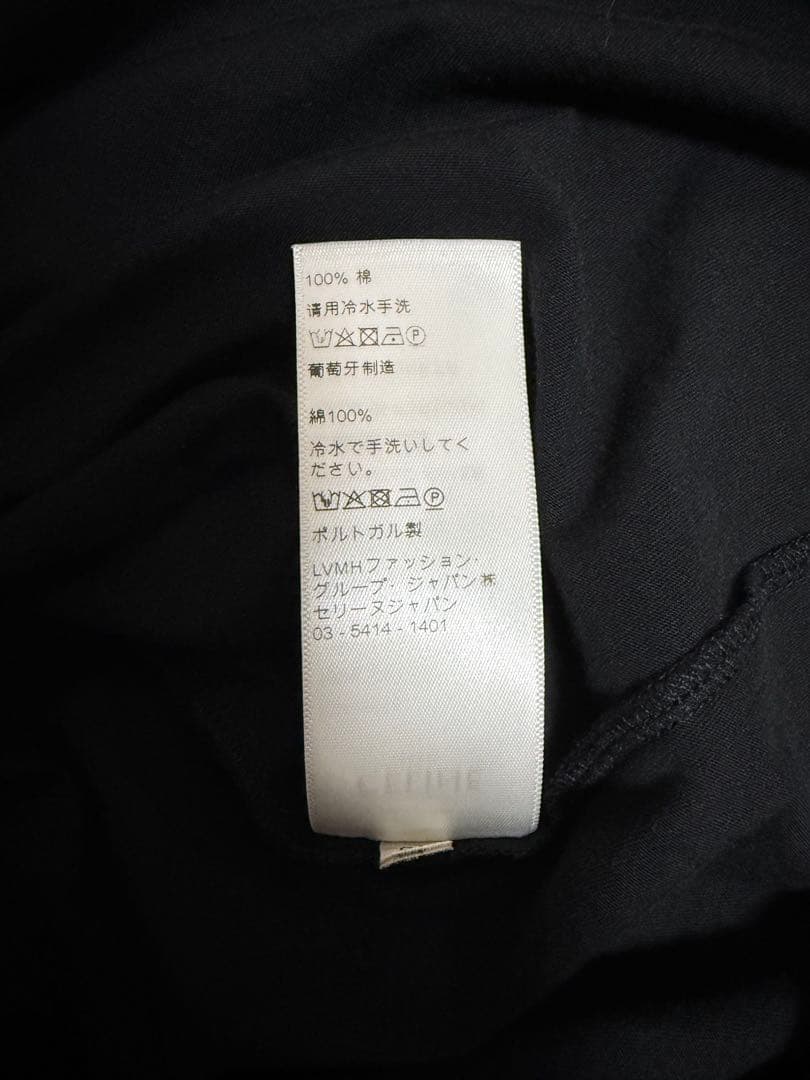 100% 棉
请用冷水手洗
P
葡萄牙制造
綿100%
冷水で手洗いしてく
ださい。
P
ポルトガル製
LVMHファッション・
グループ・ジャパン㈱
セリーヌジャパン
03 - 5414 - 1401